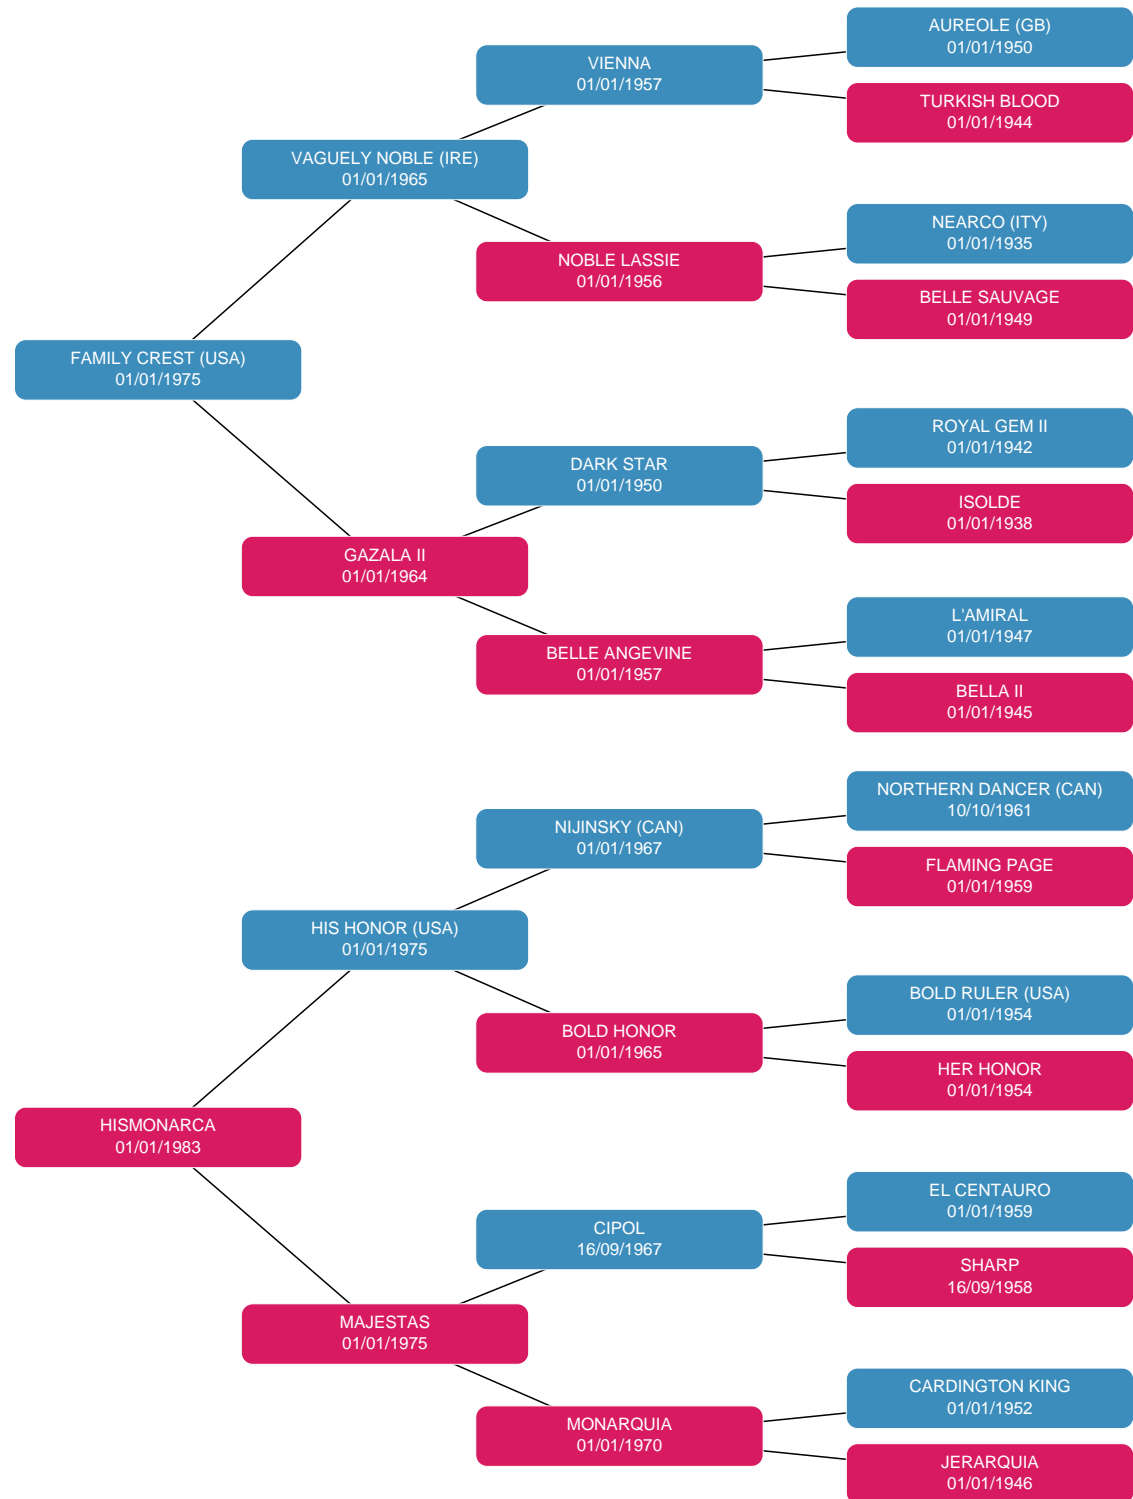 AUREOLE (GB)
01/01/1950
VIENNA
01/01/1957
TURKISH BLOOD
01/01/1944
VAGUELY NOBLE (IRE)
01/01/1965
NEARCO (ITY)
01/01/1935
NOBLE LASSIE
01/01/1956
BELLE SAUVAGE
01/01/1949
FAMILY CREST (USA)
01/01/1975
ROYAL GEM II
01/01/1942
DARK STAR
01/01/1950
ISOLDE
01/01/1938
GAZALA II
01/01/1964
L'AMIRAL
01/01/1947
BELLE ANGEVINE
01/01/1957
BELLA II
01/01/1945
NORTHERN DANCER (CAN)
10/10/1961
NIJINSKY (CAN)
01/01/1967
FLAMING PAGE
01/01/1959
HIS HONOR (USA)
01/01/1975
BOLD RULER (USA)
01/01/1954
BOLD HONOR
01/01/1965
HER HONOR
01/01/1954
HISMONARCA
01/01/1983
EL CENTAURO
01/01/1959
CIPOL
16/09/1967
SHARP
16/09/1958
MAJESTAS
01/01/1975
CARDINGTON KING
01/01/1952
MONARQUIA
01/01/1970
JERARQUIA
01/01/1946